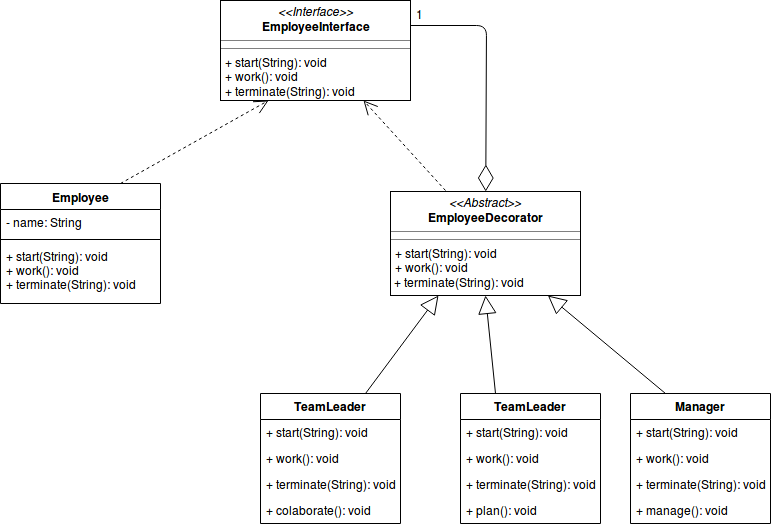 <<Interface>>
EmployeeInterface
+ start(String): void
+ work(): void
+ terminate(String): void
1
Employee
- name: String
+ start(String): void
+ work(): void
+ terminate(String): void
<<Abstract>>
EmployeeDecorator
+ start(String): void
+ work(): void
+ terminate(String): void
TeamLeader
+ start(String): void
+ work(): void
+ terminate(String): void
+ colaborate(): void
TeamLeader
+ start(String): void
+ work(): void
+ terminate(String): void
+ plan(): void
Manager
+ start(String): void
+ work(): void
+ terminate(String): void
+ manage(): void